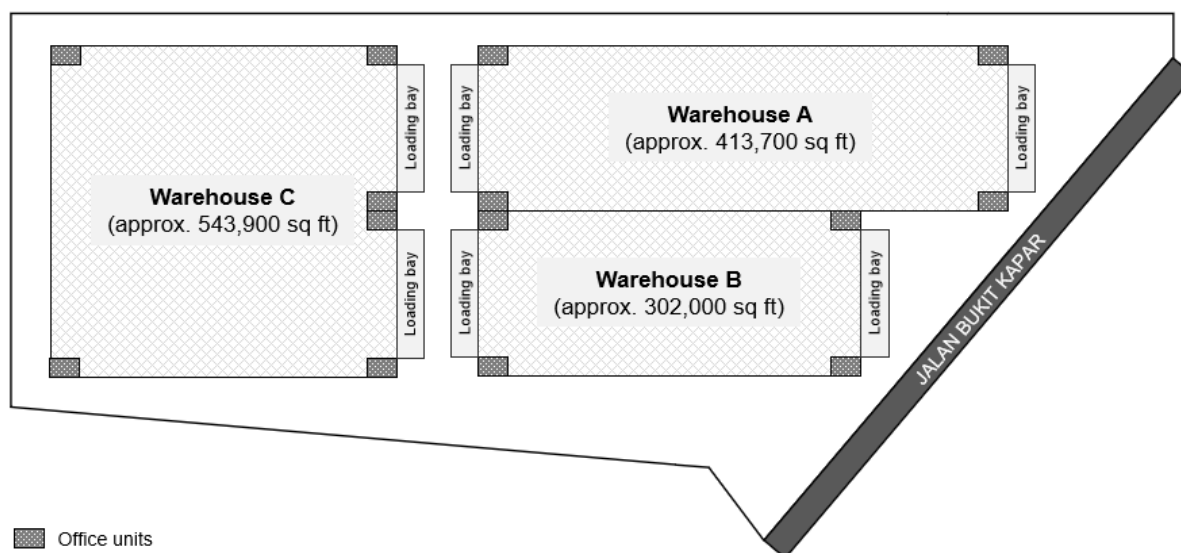 Warehouse A
(approx. 413,700 sq ft)
Loading bay
Loading bay
Loading bay
Warehouse C
(approx. 543,900 sq ft)
Warehouse B
(approx. 302,000 sq ft)
Loading bay
Loading bay
Loading bay
JALAN BUKIT KAPAR
Office units